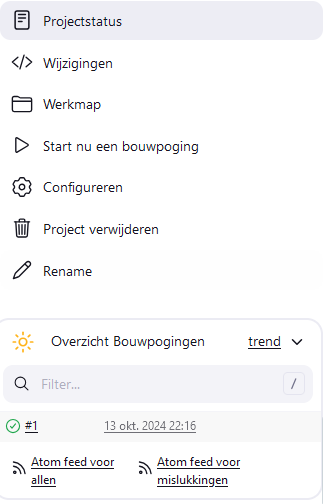 Projectstatus
Wijzigingen
Werkmap
Start nu een bouwpoging
Configureren
Project verwijderen
Rename
Overzicht Bouwpogingen trend
Filter... /
#1 13 okt. 2024 22:16
Atom feed voor allen
Atom feed voor mislukkingen